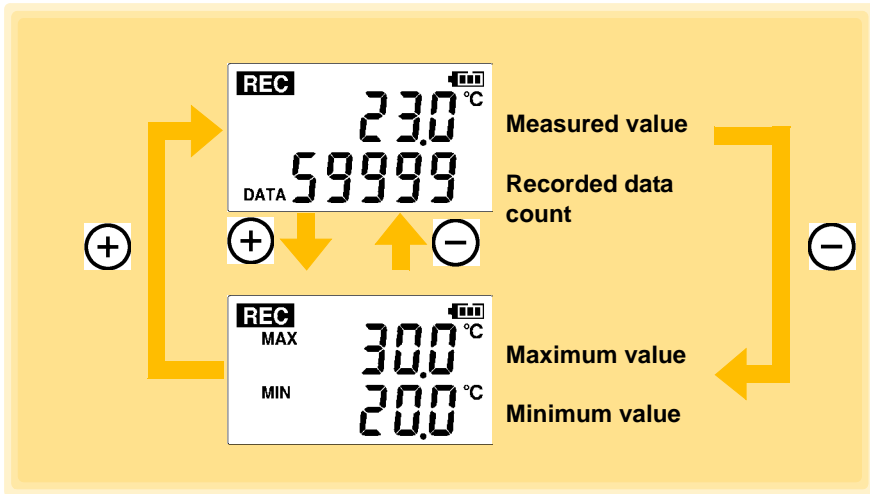 REC
23.0 °C
Measured value
DATA 59999
Recorded data
count
+
+
−
−
REC
MAX 30.0 °C
Maximum value
MIN 20.0 °C
Minimum value